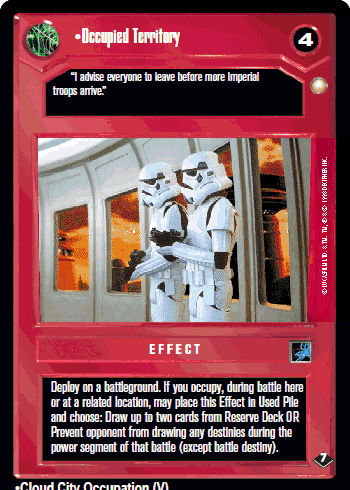 •Occupied Territory
4
"I advise everyone to leave before more Imperial
troops arrive."
EFFECT
Deploy on a battleground. If you occupy, during battle here
or at a related location, may place this Effect in Used Pile
and choose: Draw up to two cards from Reserve Deck OR
Prevent opponent from drawing any destinies during the
power segment of that battle (except battle destiny).
7
•Cloud City Occupation (V)